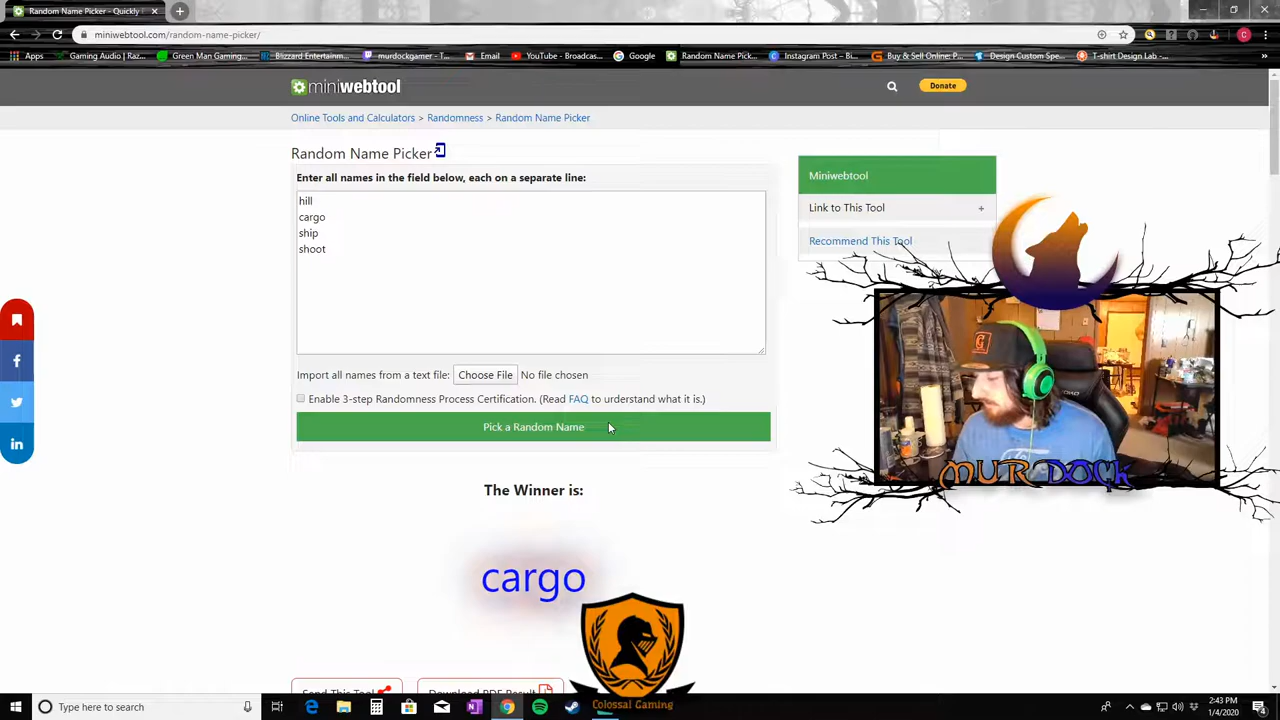 Random Name Picker - Quickly
miniwebtool.com/random-name-picker/
Apps Gaming Audio | Raz... Green Man Gaming... Blizzard Entertainm... murdockgamer - T... Email YouTube - Broadcas... Google Random Name Pick... Instagram Post - Bi... Buy & Sell Online: P... Design Custom Spe... T-shirt Design Lab -...
miniwebtool
Donate
Online Tools and Calculators > Randomness > Random Name Picker
Random Name Picker
Enter all names in the field below, each on a separate line:
hill
cargo
ship
shoot
Import all names from a text file: Choose File No file chosen
Enable 3-step Randomness Process Certification. (Read FAQ to understand what it is.)
Pick a Random Name
The Winner is:
cargo
Send This Tool
Download PDF Result
Miniwebtool
Link to This Tool +
Recommend This Tool
MURDOCK
Colossal Gaming
Type here to search
2:43 PM
1/4/2020